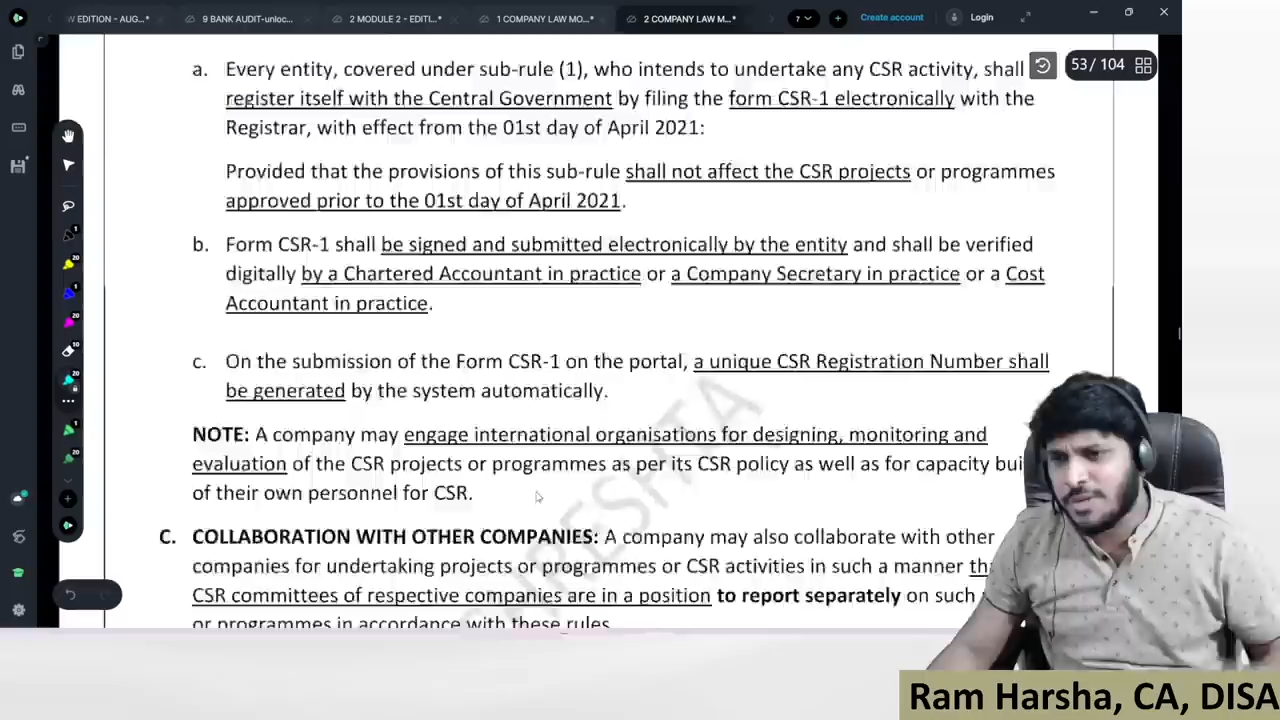 W EDITION - AUG...*
9 BANK AUDIT-unloc...
2 MODULE 2 - EDITI...*
1 COMPANY LAW MO...*
2 COMPANY LAW M...*
7
Create account
Login
53 / 104
a. Every entity, covered under sub-rule (1), who intends to undertake any CSR activity, shall
register itself with the Central Government by filing the form CSR-1 electronically with the
Registrar, with effect from the 01st day of April 2021:
Provided that the provisions of this sub-rule shall not affect the CSR projects or programmes
approved prior to the 01st day of April 2021.
b. Form CSR-1 shall be signed and submitted electronically by the entity and shall be verified
digitally by a Chartered Accountant in practice or a Company Secretary in practice or a Cost
Accountant in practice.
c. On the submission of the Form CSR-1 on the portal, a unique CSR Registration Number shall
be generated by the system automatically.
NOTE: A company may engage international organisations for designing, monitoring and
evaluation of the CSR projects or programmes as per its CSR policy as well as for capacity bui
of their own personnel for CSR.
C. COLLABORATION WITH OTHER COMPANIES: A company may also collaborate with other
companies for undertaking projects or programmes or CSR activities in such a manner
CSR committees of respective companies are in a position to report separately on such
or programmes in accordance with these rules.
Ram Harsha, CA, DISA